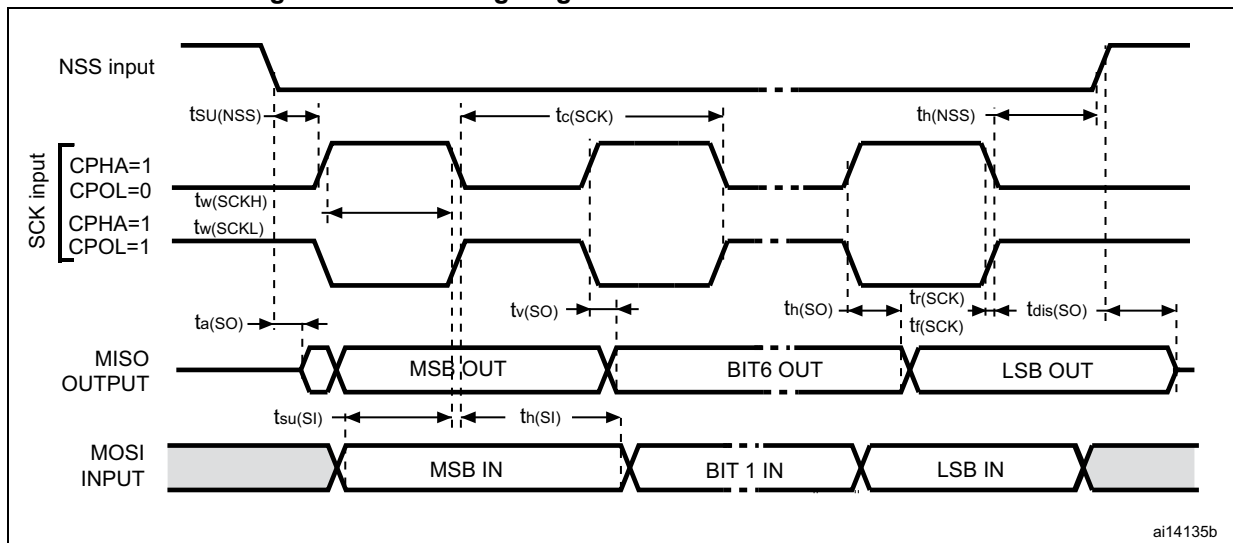 NSS input
tSU(NSS)
tc(SCK)
th(NSS)
SCK input
CPHA=1
CPOL=0
tw(SCKH)
CPHA=1
tw(SCKL)
CPOL=1
ta(SO)
tv(SO)
th(SO)
tr(SCK)
tf(SCK)
tdis(SO)
MISO
OUTPUT
MSB OUT
BIT6 OUT
LSB OUT
tsu(SI)
th(SI)
MOSI
INPUT
MSB IN
BIT 1 IN
LSB IN
ai14135b